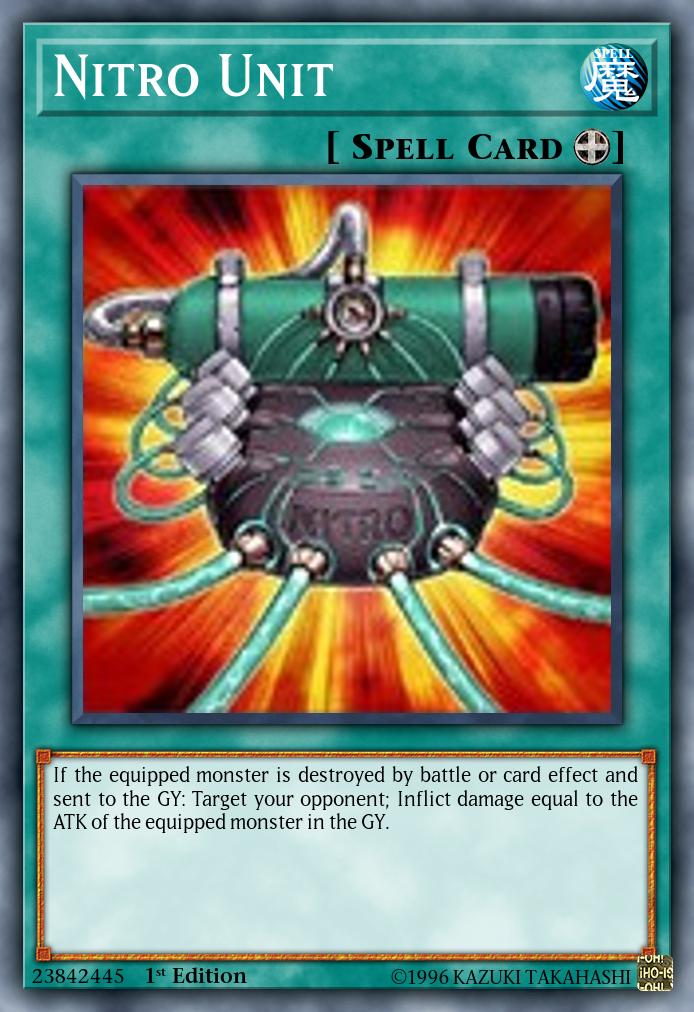 Nitro Unit
SPELL
魔
[ Spell Card ]
NITRO
If the equipped monster is destroyed by battle or card effect and
sent to the GY: Target your opponent; Inflict damage equal to the
ATK of the equipped monster in the GY.
23842445 1st Edition ©1996 KAZUKI TAKAHASHI